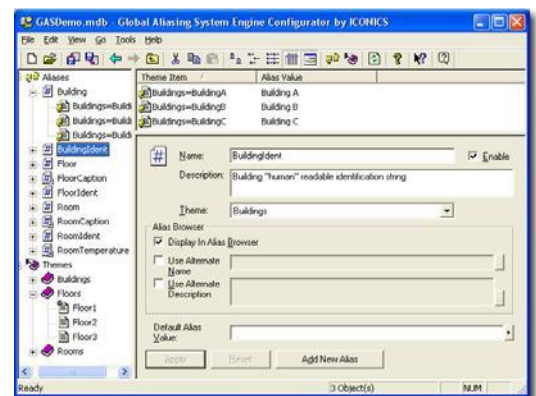 GASDemo.mdb - Global Aliasing System Engine Configurator by ICONICS
File Edit View Go Tools Help
Aliases
Building
Buildings=Build
Buildings=Build
Buildings=Build
BuildingIdent
Floor
FloorCaption
FloorIdent
Room
RoomCaption
RoomIdent
RoomTemperature
Themes
Buildings
Floors
Floor1
Floor2
Floor3
Rooms
Theme Item Alias Value
Buildings=BuildingA Building A
Buildings=BuildingB Building B
Buildings=BuildingC Building C
Name: BuildingIdent Enable
Description: Building "human" readable identification string
Theme: Buildings
Alias Browser
Display In Alias Browser
Use Alternate
Name
Use Alternate
Description
Default Alias
Value:
Apply Reset Add New Alias
Ready 3 Object(s) NUM